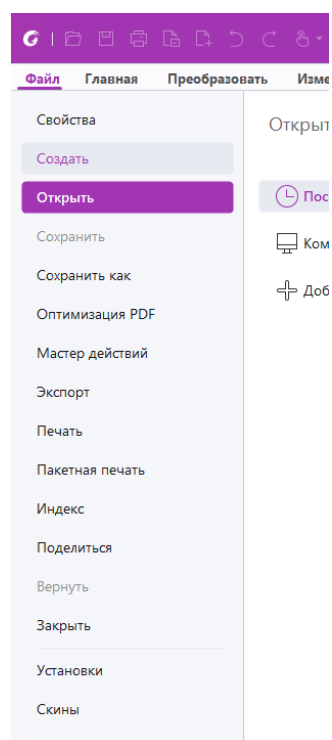 Файл Главная Преобразовать
Свойства
Создать
Открыть
Сохранить
Сохранить как
Оптимизация PDF
Мастер действий
Экспорт
Печать
Пакетная печать
Индекс
Поделиться
Вернуть
Закрыть
Установки
Скины